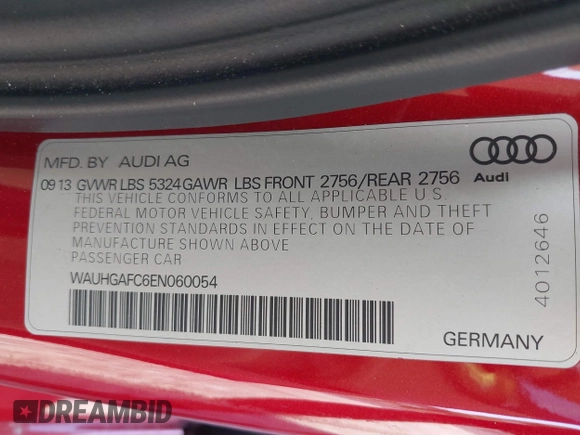 MFD. BY AUDI AG
09 13 GVWR LBS 5324 GAWR LBS FRONT 2756/REAR 2756
THIS VEHICLE CONFORMS TO ALL APPLICABLE U.S.
FEDERAL MOTOR VEHICLE SAFETY, BUMPER AND THEFT
PREVENTION STANDARDS IN EFFECT ON THE DATE OF
MANUFACTURE SHOWN ABOVE
PASSENGER CAR
WAUHGAFC6EN060054
Audi
4012646
GERMANY
DREAMBID